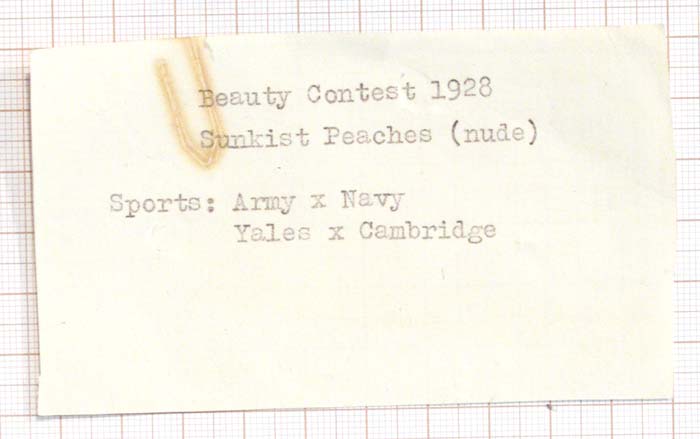 Beauty Contest 1928
Sunkist Peaches (nude)
Sports: Army x Navy
Yales x Cambridge